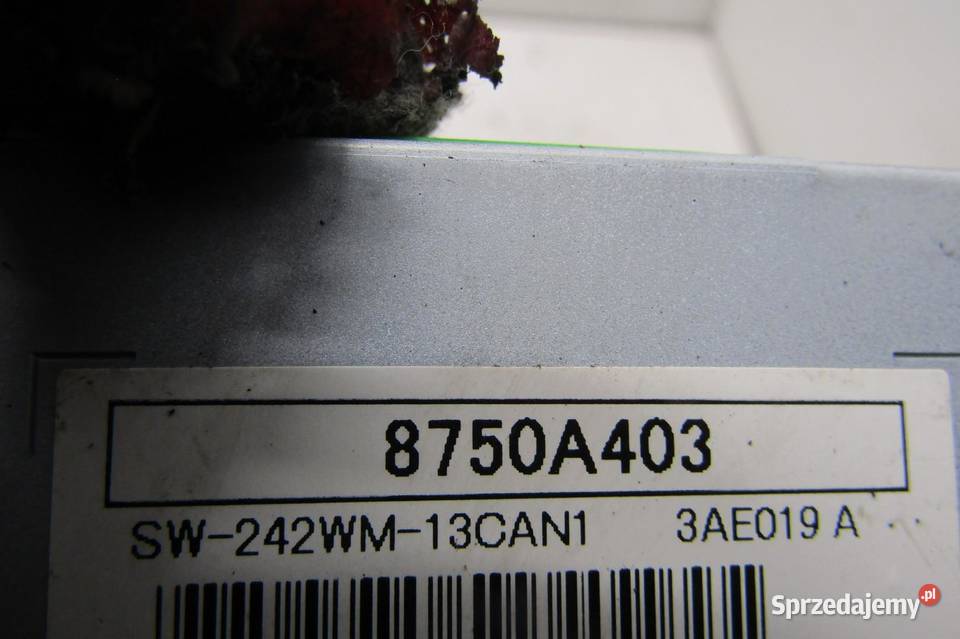 8750A403
SW-242WM-13CAN1 3AE019 A
Sprzedajemy.pl